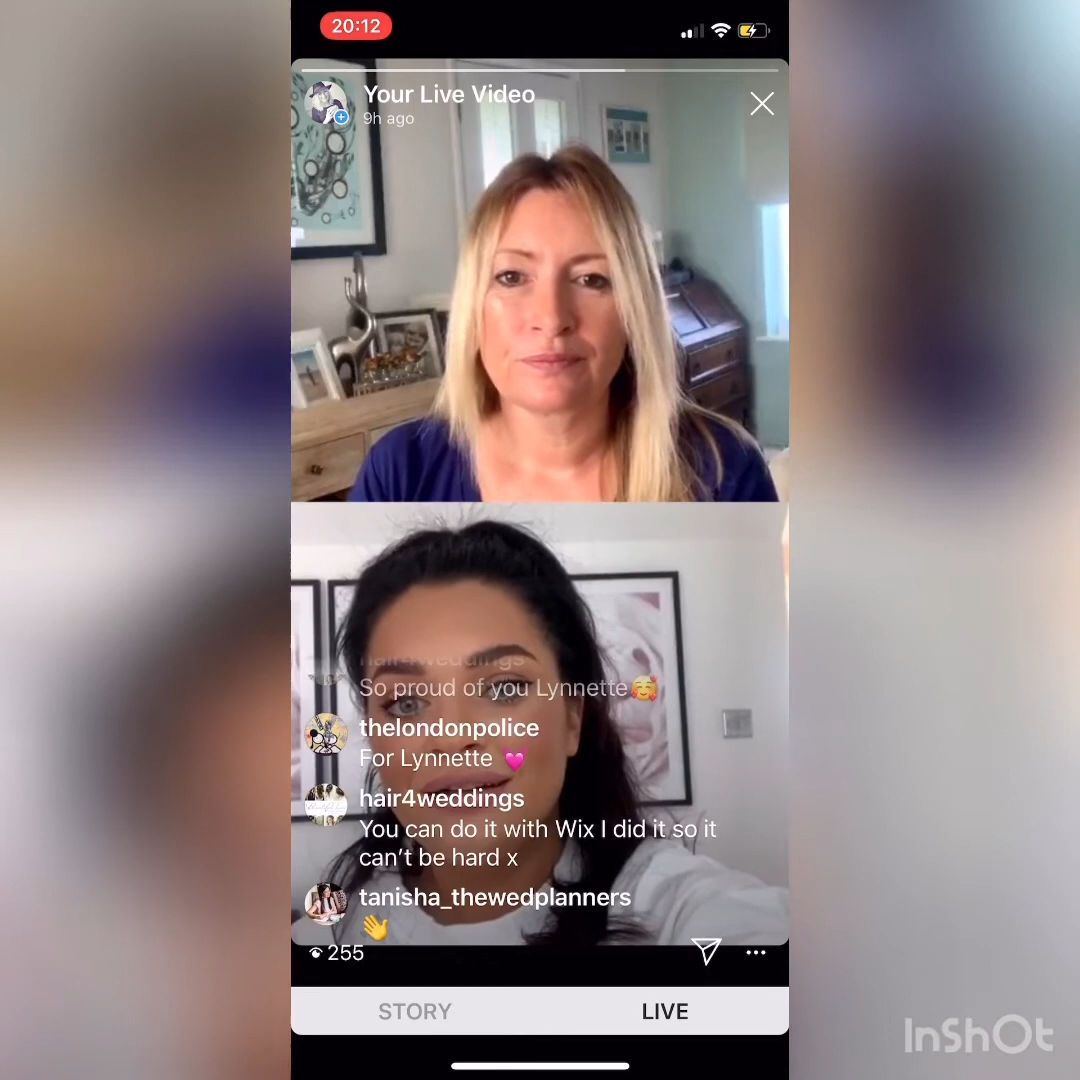 20:12
Your Live Video
9h ago
hair4weddings
So proud of you Lynnette🥰
thelondonpolice
For Lynnette 💓
hair4weddings
You can do it with Wix I did it so it
can't be hard x
tanisha_thewedplanners
👋
255
STORY
LIVE
InShOt